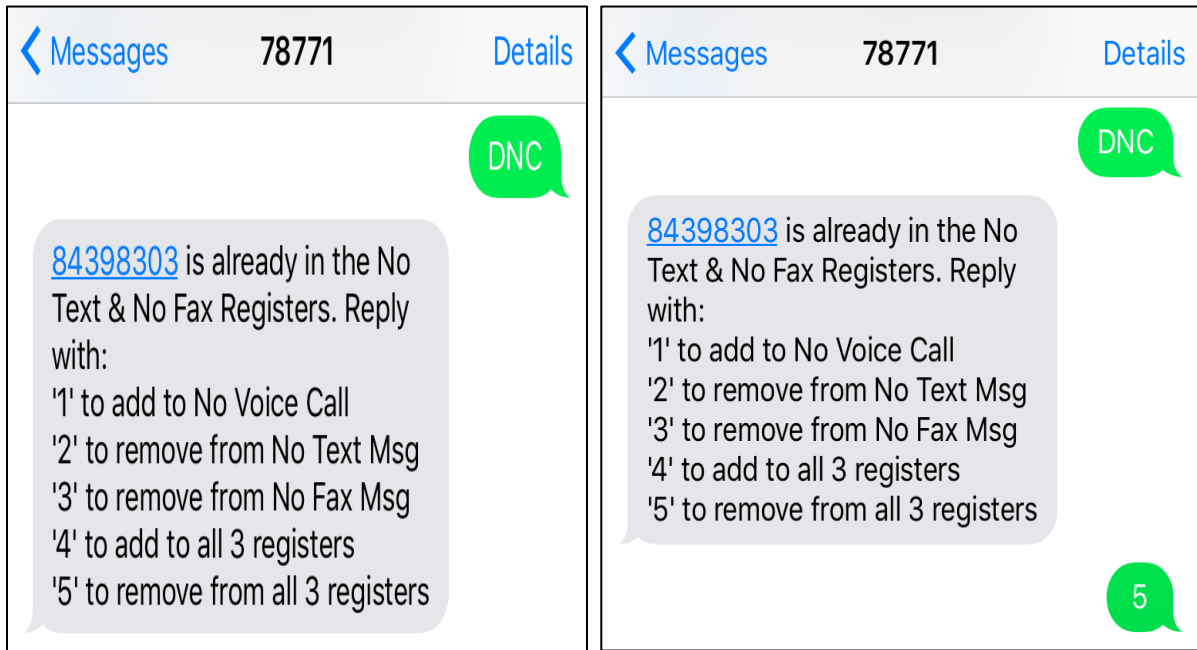 Messages 78771 Details
DNC
84398303 is already in the No
Text & No Fax Registers. Reply
with:
'1' to add to No Voice Call
'2' to remove from No Text Msg
'3' to remove from No Fax Msg
'4' to add to all 3 registers
'5' to remove from all 3 registers
Messages 78771 Details
DNC
84398303 is already in the No
Text & No Fax Registers. Reply
with:
'1' to add to No Voice Call
'2' to remove from No Text Msg
'3' to remove from No Fax Msg
'4' to add to all 3 registers
'5' to remove from all 3 registers
5